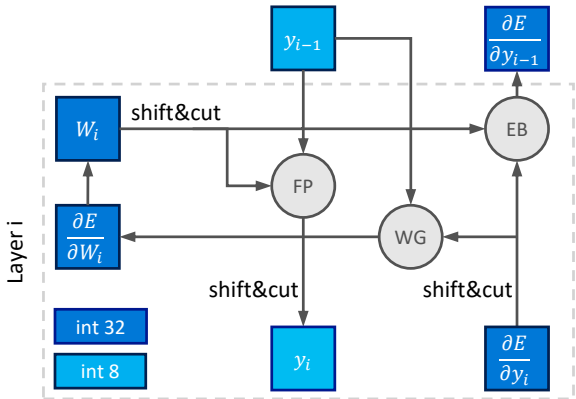 y_{i-1}
∂E/∂y_{i-1}
W_i
shift&cut
EB
FP
∂E/∂W_i
WG
Layer i
shift&cut
shift&cut
int 32
int 8
y_i
∂E/∂y_i